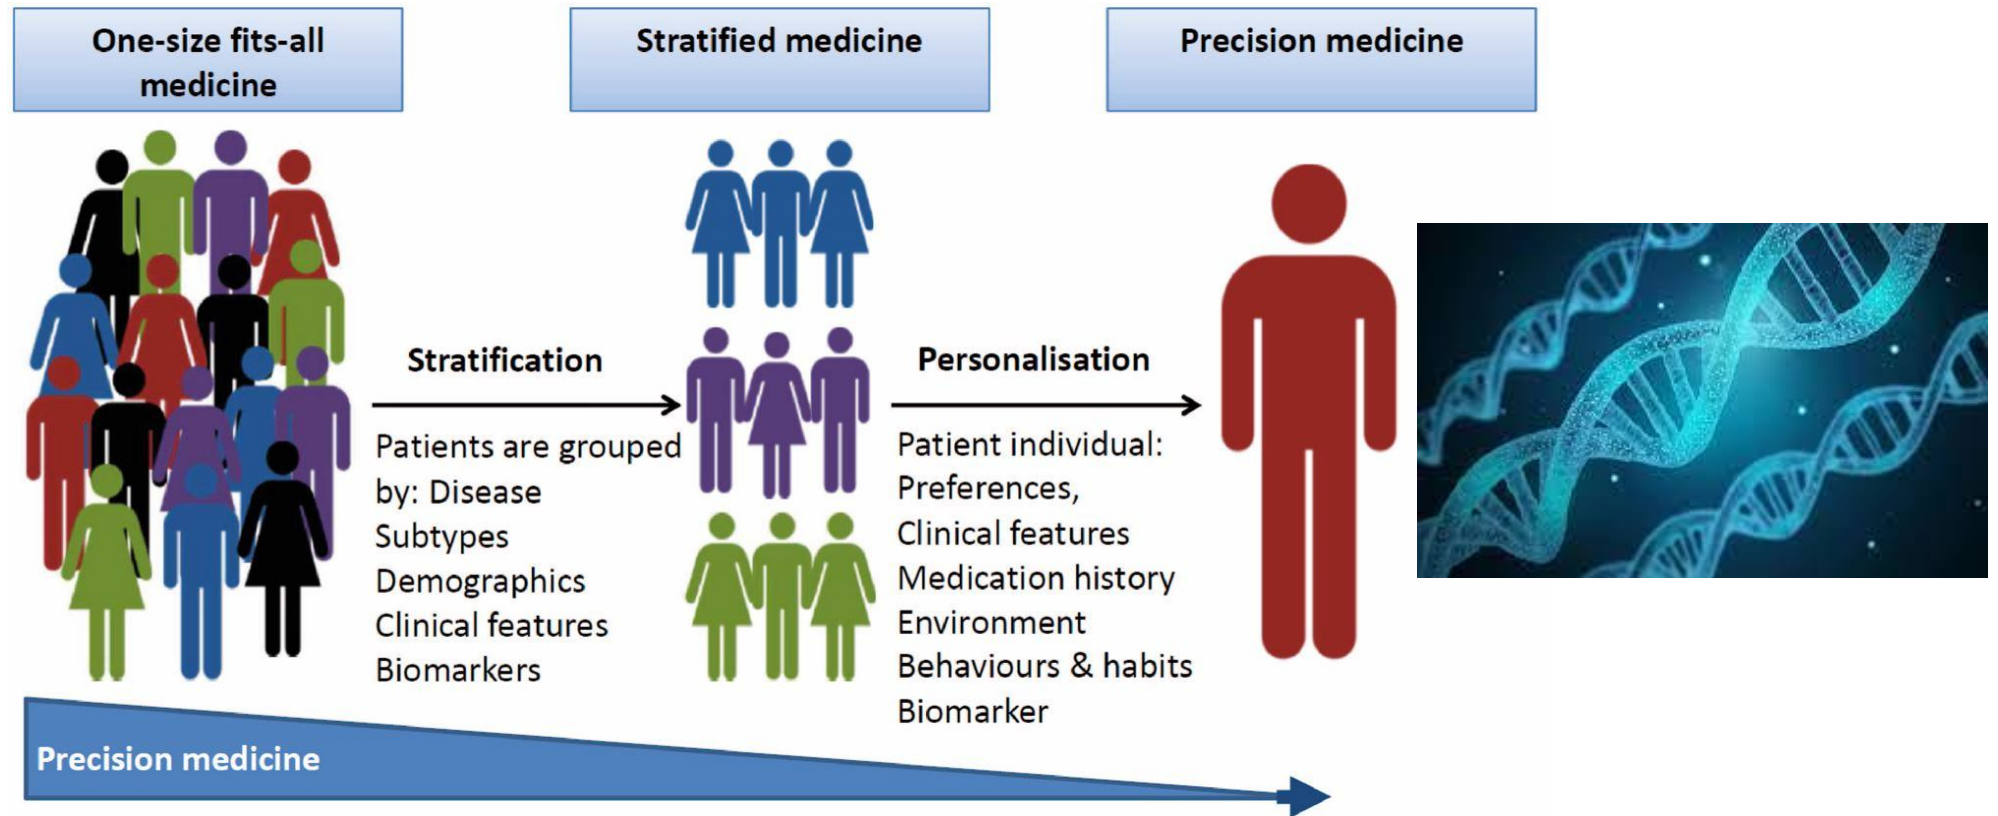 One-size fits-all
medicine
Stratified medicine
Precision medicine
Stratification
Patients are grouped
by: Disease
Subtypes
Demographics
Clinical features
Biomarkers
Personalisation
Patient individual:
Preferences,
Clinical features
Medication history
Environment
Behaviours & habits
Biomarker
Precision medicine